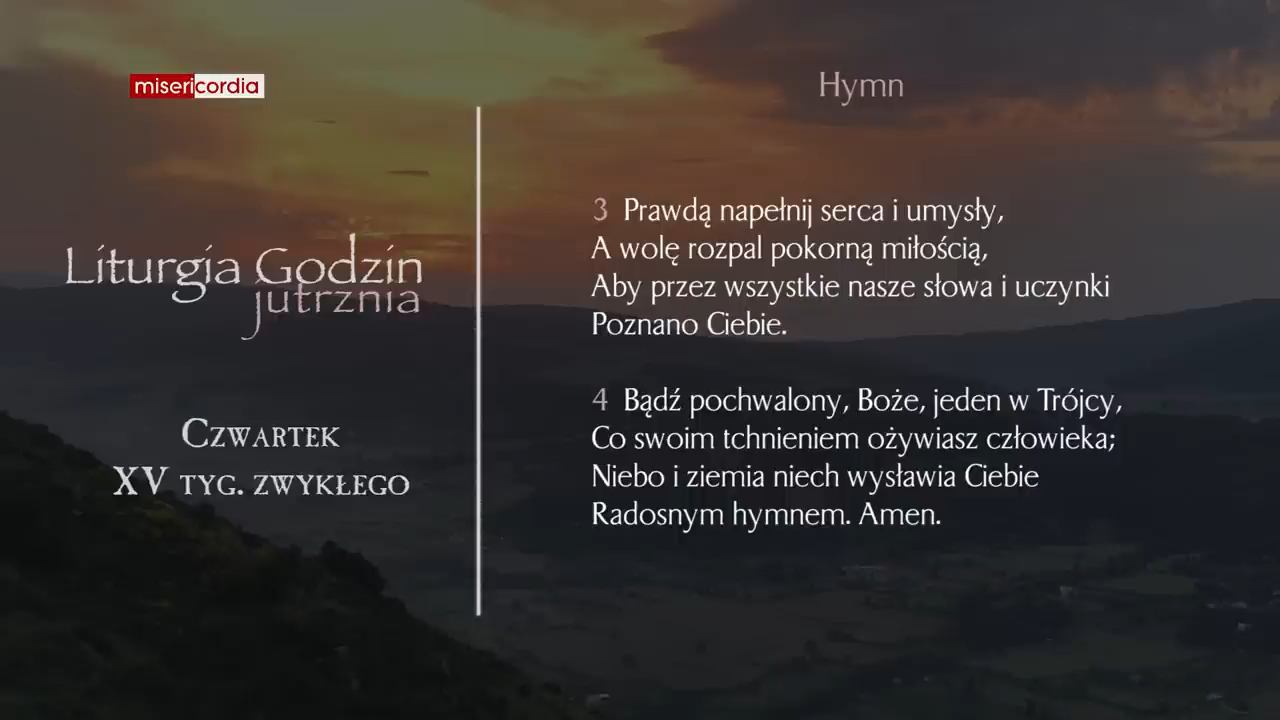 misericordia
Liturgia Godzin
jutrznia
Czwartek
XV tyg. zwykłego
Hymn
3 Prawdą napełnij serca i umysły,
A wolę rozpal pokorną miłością,
Aby przez wszystkie nasze słowa i uczynki
Poznano Ciebie.
4 Bądź pochwalony, Boże, jeden w Trójcy,
Co swoim tchnieniem ożywiasz człowieka;
Niebo i ziemia niech wysławia Ciebie
Radosnym hymnem. Amen.